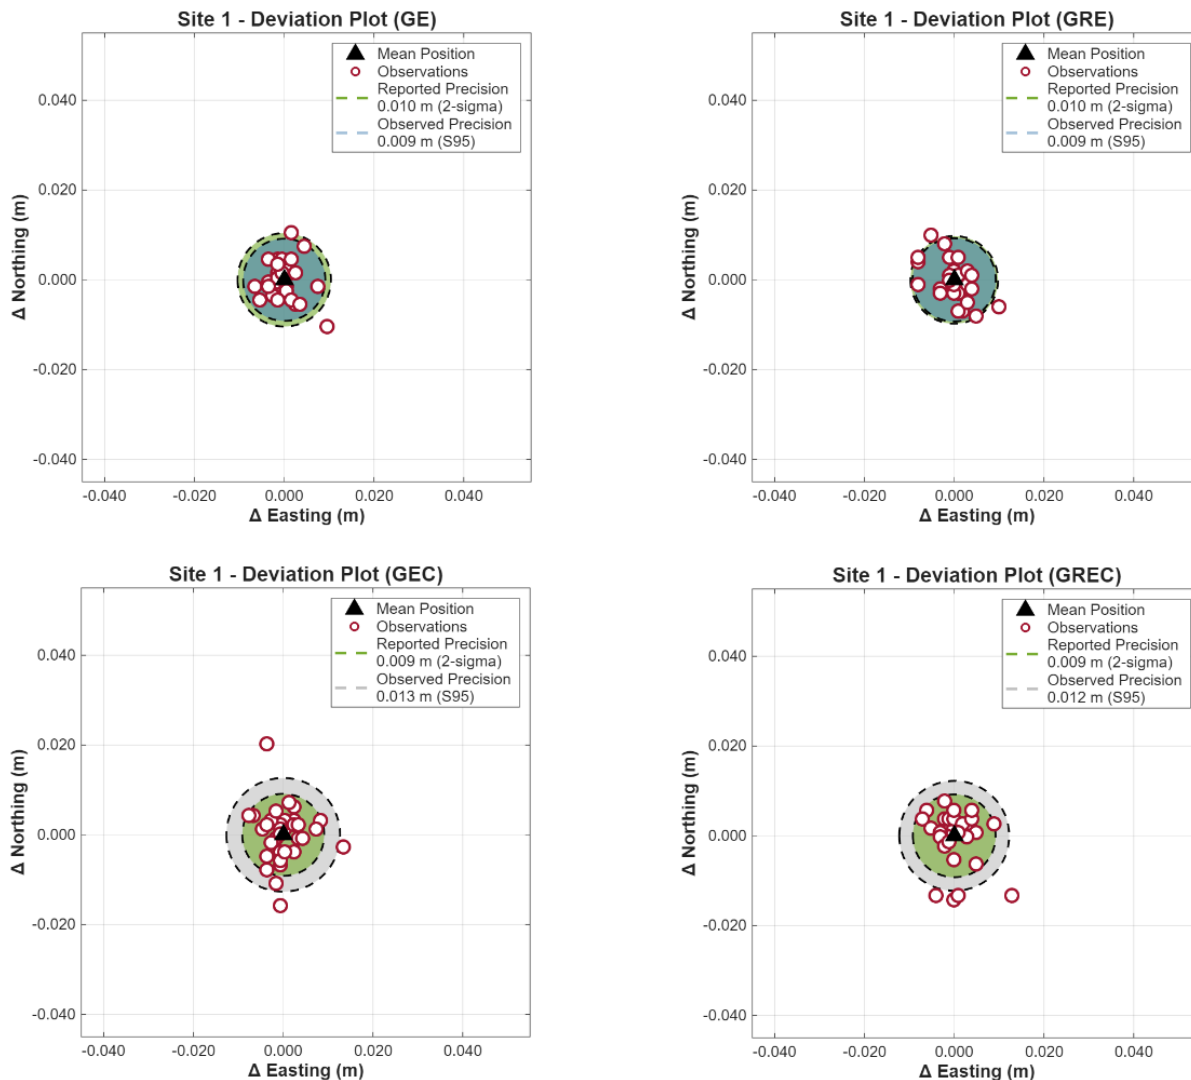 Site 1 - Deviation Plot (GE)
Mean Position
Observations
Reported Precision
0.010 m (2-sigma)
Observed Precision
0.009 m (S95)
0.040
0.020
0.000
-0.020
-0.040
Δ Northing (m)
-0.040 -0.020 0.000 0.020 0.040
Δ Easting (m)
Site 1 - Deviation Plot (GRE)
Mean Position
Observations
Reported Precision
0.010 m (2-sigma)
Observed Precision
0.009 m (S95)
0.040
0.020
0.000
-0.020
-0.040
Δ Northing (m)
-0.040 -0.020 0.000 0.020 0.040
Δ Easting (m)
Site 1 - Deviation Plot (GEC)
Mean Position
Observations
Reported Precision
0.009 m (2-sigma)
Observed Precision
0.013 m (S95)
0.040
0.020
0.000
-0.020
-0.040
Δ Northing (m)
-0.040 -0.020 0.000 0.020 0.040
Δ Easting (m)
Site 1 - Deviation Plot (GREC)
Mean Position
Observations
Reported Precision
0.009 m (2-sigma)
Observed Precision
0.012 m (S95)
0.040
0.020
0.000
-0.020
-0.040
Δ Northing (m)
-0.040 -0.020 0.000 0.020 0.040
Δ Easting (m)